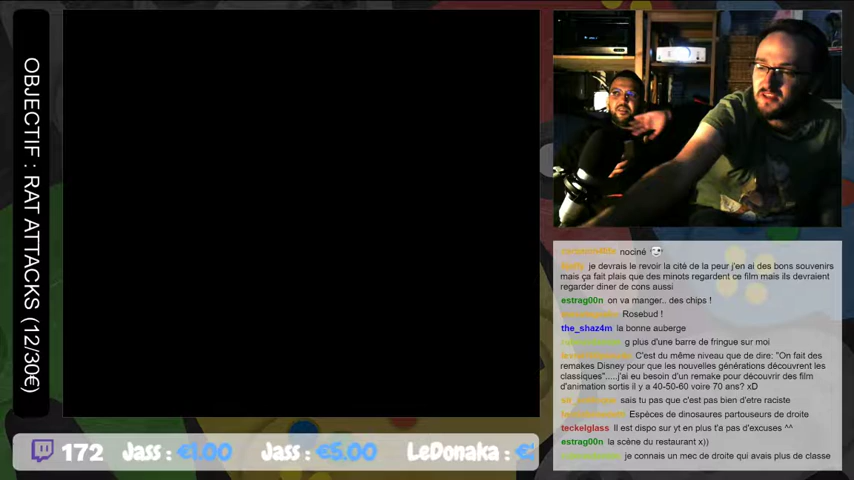 OBJECTIF : RAT ATTACKS (12/30€)
nociné
je devrais le revoir la cité de la peur j'en ai des bons souvenirs
mais ça fait plais que des minots regardent ce film mais ils devraient
regarder diner de cons aussi
estrag00n on va manger.. des chips !
Rosebud !
the_shaz4m la bonne auberge
g plus d'une barre de fringue sur moi
C'est du même niveau que de dire: "On fait des
remakes Disney pour que les nouvelles générations découvrent les
classiques".....j'ai eu besoin d'un remake pour découvrir des film
d'animation sortis il y a 40-50-60 voire 70 ans? xD
sais tu pas que c'est pas bien d'etre raciste
Espèces de dinosaures partouseurs de droite
teckelglass Il est dispo sur yt en plus t'a pas d'excuses ^^
estrag00n la scène du restaurant x))
je connais un mec de droite qui avais plus de classe
172 Jass : €1.00 Jass : €5.00 LeDonaka : €